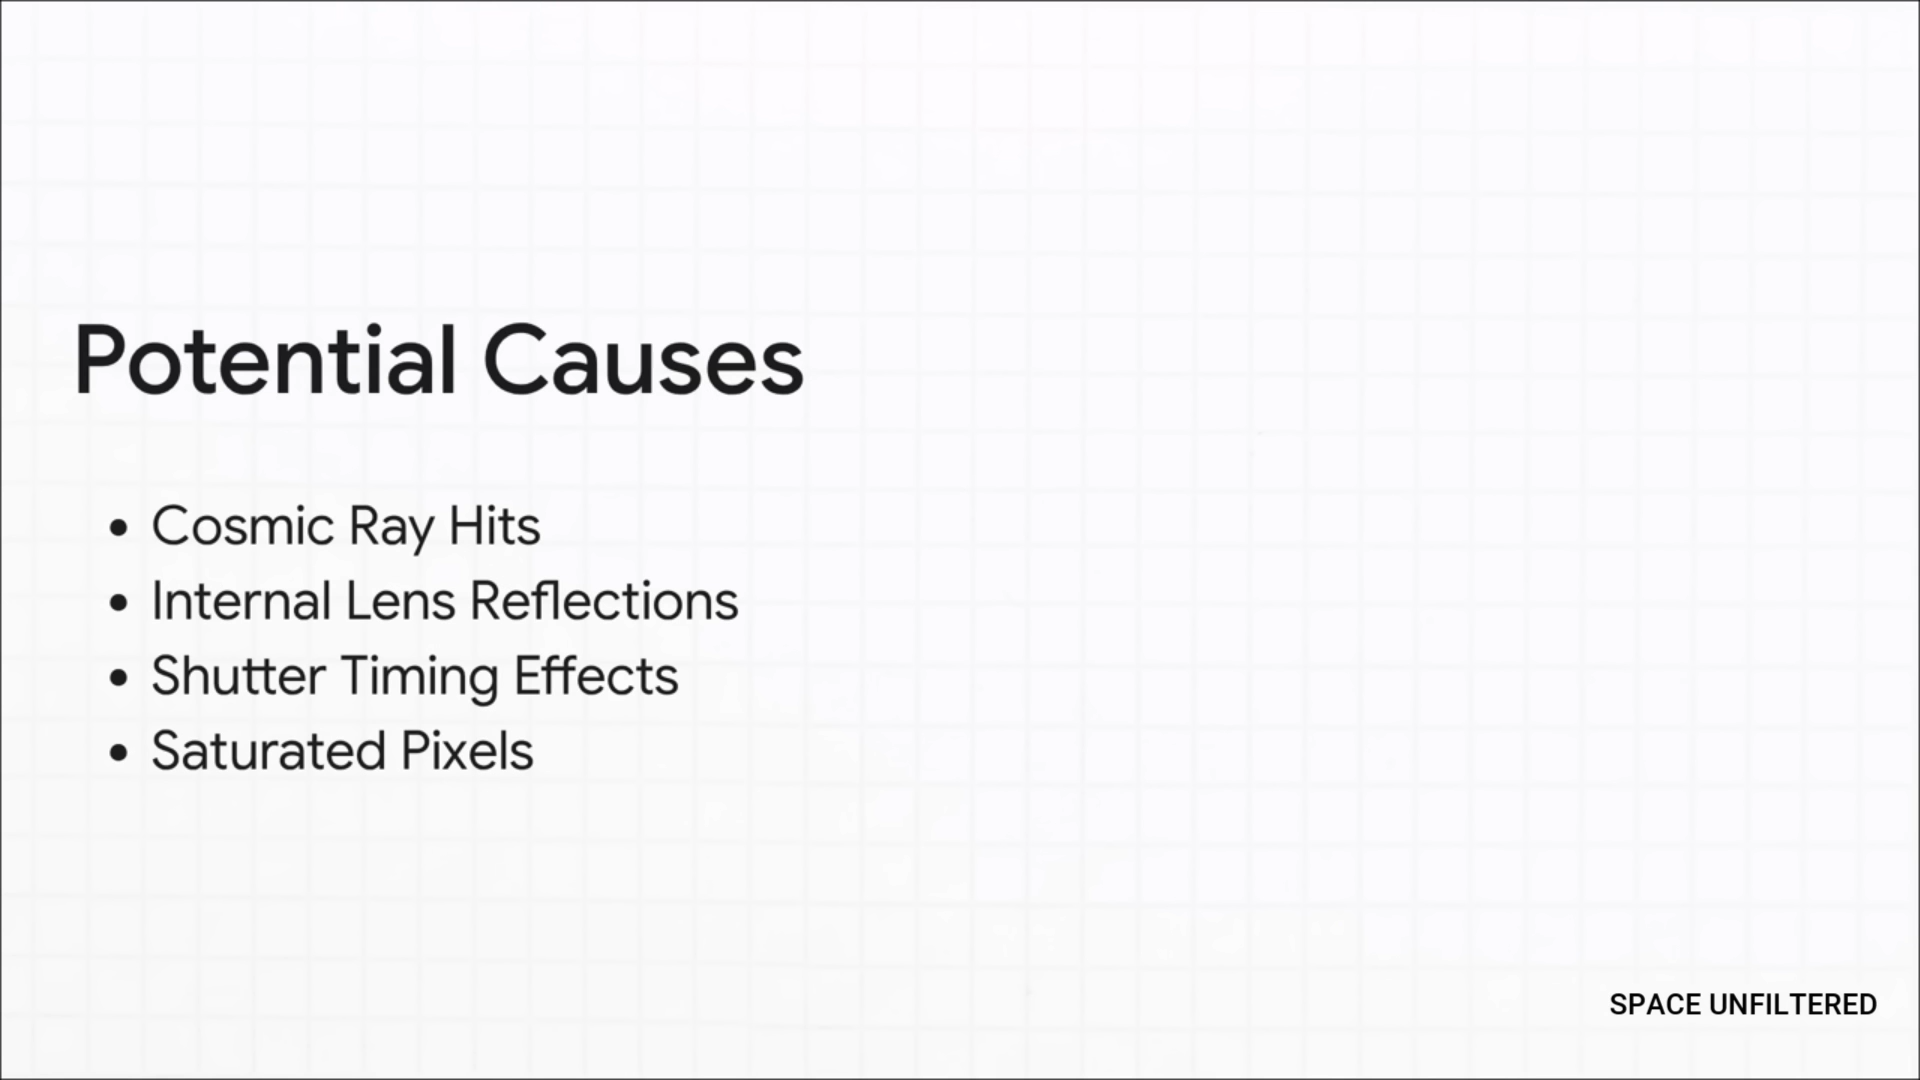 Potential Causes
• Cosmic Ray Hits
• Internal Lens Reflections
• Shutter Timing Effects
• Saturated Pixels
SPACE UNFILTERED